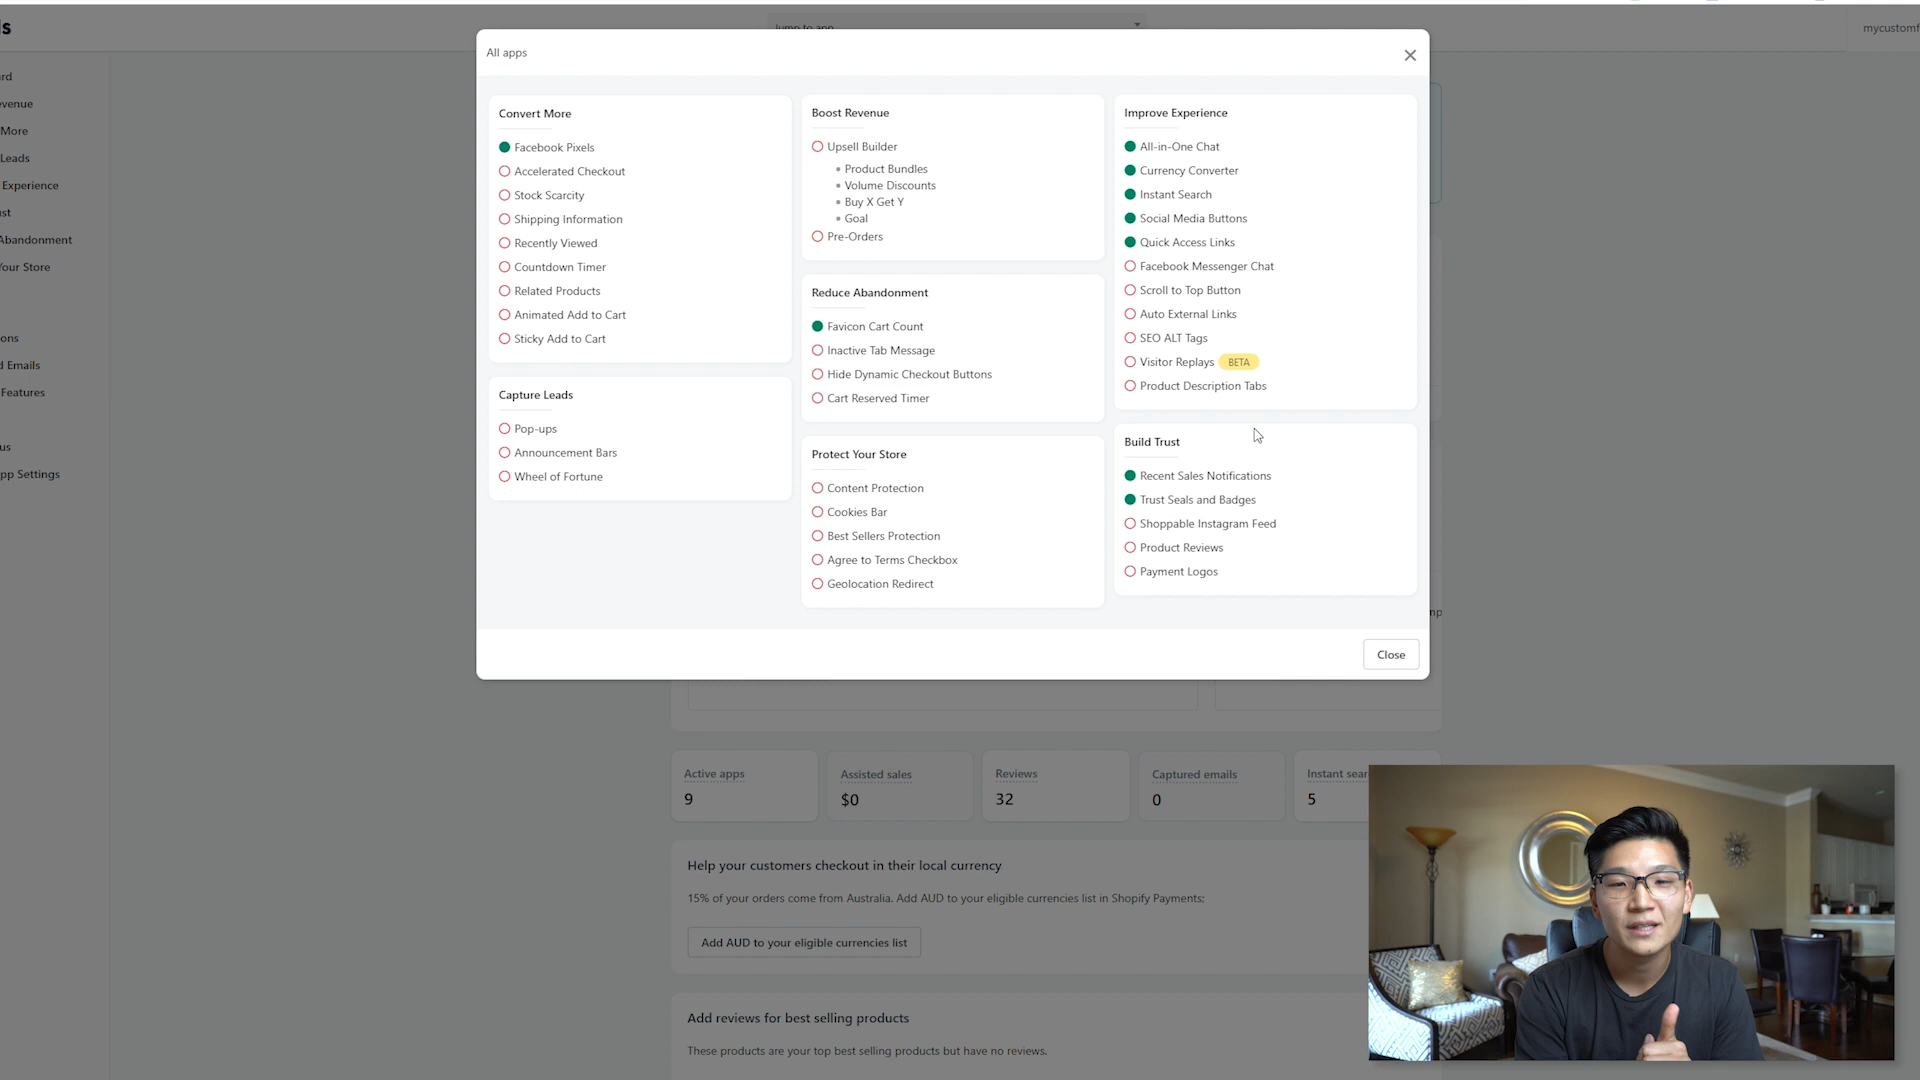 Jump to app
mycustomf
All apps
Convert More
Facebook Pixels
Accelerated Checkout
Stock Scarcity
Shipping Information
Recently Viewed
Countdown Timer
Related Products
Animated Add to Cart
Sticky Add to Cart
Capture Leads
Pop-ups
Announcement Bars
Wheel of Fortune
Boost Revenue
Upsell Builder
Product Bundles
Volume Discounts
Buy X Get Y
Goal
Pre-Orders
Reduce Abandonment
Favicon Cart Count
Inactive Tab Message
Hide Dynamic Checkout Buttons
Cart Reserved Timer
Protect Your Store
Content Protection
Cookies Bar
Best Sellers Protection
Agree to Terms Checkbox
Geolocation Redirect
Improve Experience
All-in-One Chat
Currency Converter
Instant Search
Social Media Buttons
Quick Access Links
Facebook Messenger Chat
Scroll to Top Button
Auto External Links
SEO ALT Tags
Visitor Replays BETA
Product Description Tabs
Build Trust
Recent Sales Notifications
Trust Seals and Badges
Shoppable Instagram Feed
Product Reviews
Payment Logos
Close
s
rd
venue
More
Leads
Experience
st
Abandonment
Your Store
ons
d Emails
Features
us
pp Settings
mp
Active apps
9
Assisted sales
$0
Reviews
32
Captured emails
0
Instant sear
5
Help your customers checkout in their local currency
15% of your orders come from Australia. Add AUD to your eligible currencies list in Shopify Payments;
Add AUD to your eligible currencies list
Add reviews for best selling products
These products are your top best selling products but have no reviews.